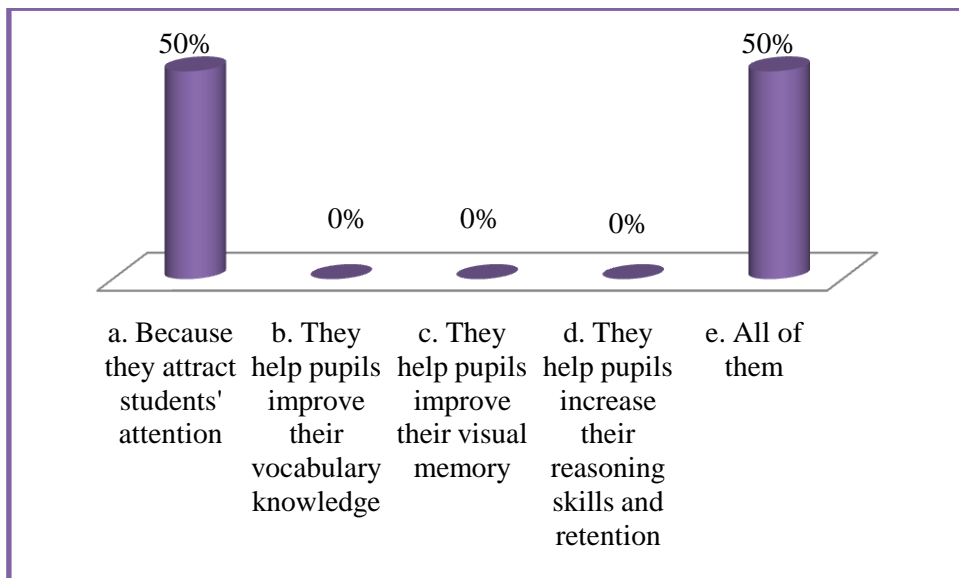 50%
0%
0%
0%
50%
a. Because
they attract
students'
attention
b. They
help pupils
improve
their
vocabulary
knowledge
c. They
help pupils
improve
their visual
memory
d. They
help pupils
increase
their
reasoning
skills and
retention
e. All of
them